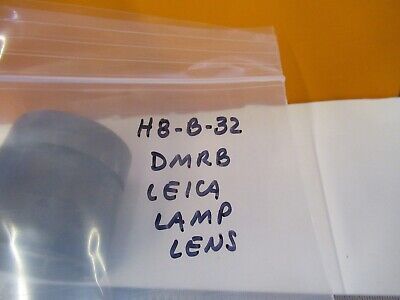 H8-B-32
DMRB
LEICA
LAMP
LENS